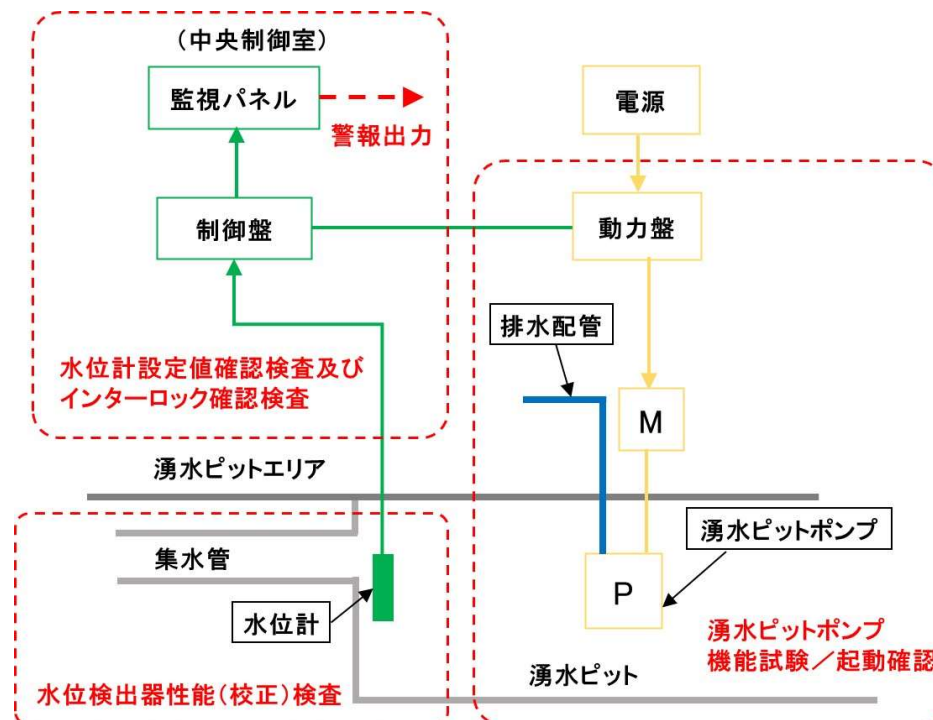 (中央制御室)
監視パネル
警報出力
電源
制御盤
動力盤
排水配管
水位計設定値確認検査及び
インターロック確認検査
M
湧水ピットエリア
集水管
湧水ピットポンプ
P
水位計
湧水ピットポンプ
機能試験／起動確認
湧水ピット
水位検出器性能(校正)検査